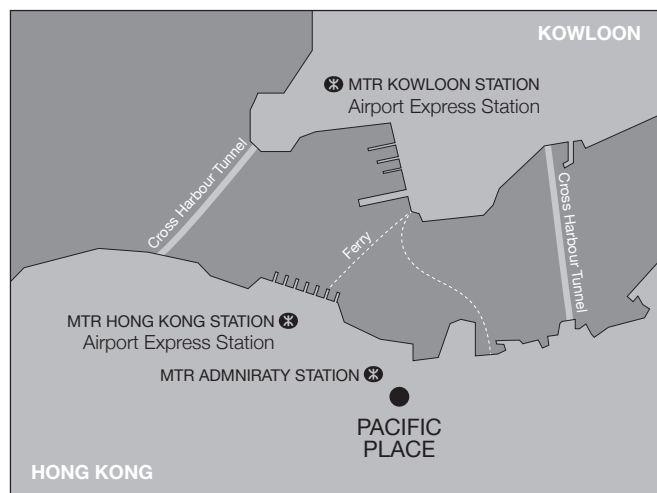 KOWLOON
MTR KOWLOON STATION
Airport Express Station
Cross Harbour Tunnel
Cross Harbour Tunnel
Ferry
MTR HONG KONG STATION
Airport Express Station
MTR ADMNIRATY STATION
PACIFIC
PLACE
HONG KONG